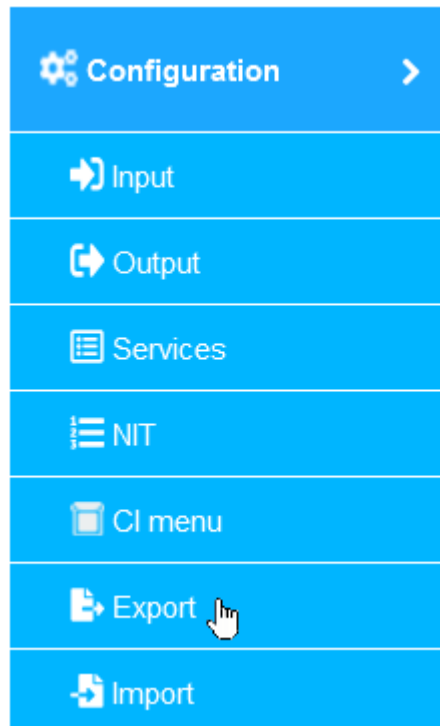 Configuration
Input
Output
Services
NIT
CI menu
Export
Import